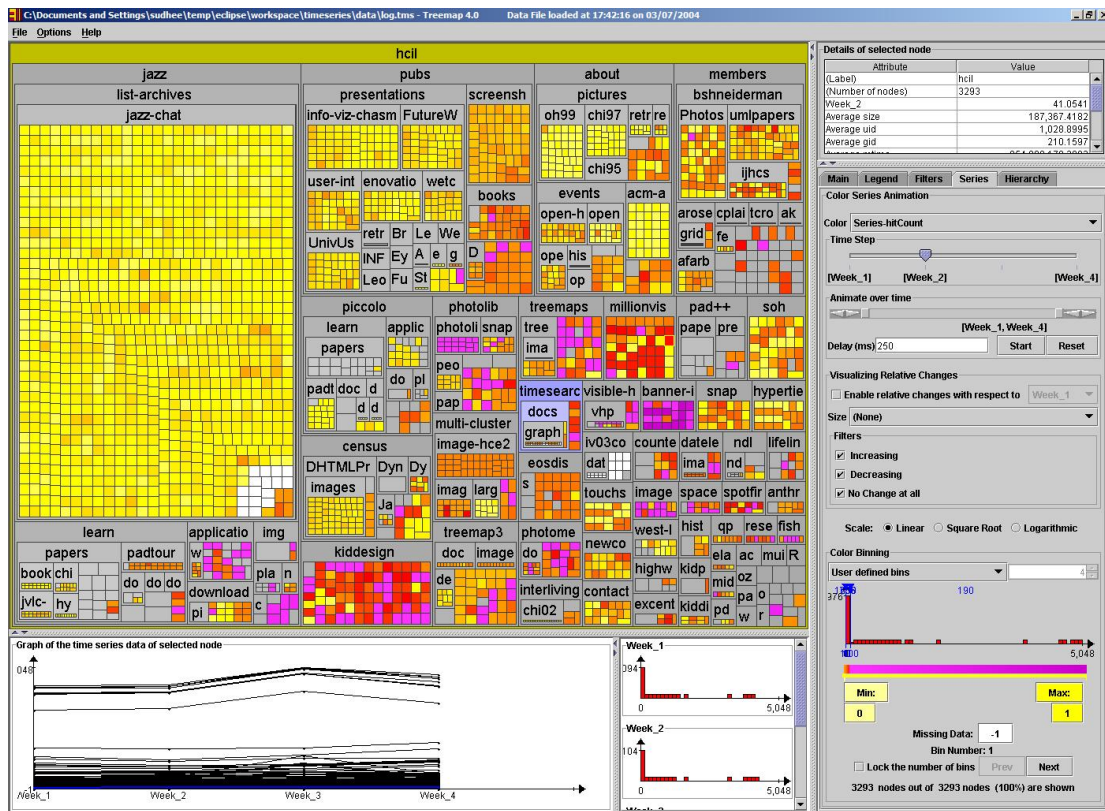 C:\Documents and Settings\sudhee\temp\eclipse\workspace\timeseries\data\log.tms - Treemap 4.0 Data File loaded at 17:42:16 on 03/07/2004
File Options Help
hcil
jazz pubs about members
list-archives presentations screensh pictures bshneiderman
jazz-chat info-viz-chasm FutureW oh99 chi97 retr re Photos umlpapers
chi95
user-int enovatio wetc books events acm-a ijhcs
open-h open arose cplai tcro ak
UnivUs retr Br Le We grid fe
INF Ey A e g D ope his afarb
Leo Fu St op
piccolo photolib treemaps millionvis pad++ soh
learn applic photoli snap tree pape pre
papers ima
padt doc d do pl peo
d d pap timesearc visible-h banner-i snap hypertie
multi-cluster docs vhp
census image-hce2 graph iv03co counte datele ndl lifelin
DHTMLPr Dyn Dy eosdis dat ima nd
images imag larg s touchs image space spotfir anthr
Ja
learn applicatio img kiddesign treemap3 photome west-l hist qp rese fish
papers padtour w doc image do newco ela ac mui R
book chi do do do pla n de highw kidp mid oz
jvlc- hy download interliving contact pa o
pi c chi02 excent kiddi pd w r
Details of selected node
Attribute Value
(Label) hcil
(Number of nodes) 3293
Week_2 41.0541
Average size 187,367.4182
Average uid 1,028.8995
Average gid 210.1597
Main Legend Filters Series Hierarchy
Color Series Animation
Color Series-hitCount
Time Step
[Week_1] [Week_2] [Week_4]
Animate over time
[Week_1, Week_4]
Delay (ms) 250 Start Reset
Visualizing Relative Changes
Enable relative changes with respect to Week_1
Size (None)
Filters
Increasing
Decreasing
No Change at all
Scale: Linear Square Root Logarithmic
Color Binning
User defined bins 4
190
5,048
Min: Max:
0 1
Missing Data: -1
Bin Number: 1
Lock the number of bins Prev Next
3293 nodes out of 3293 nodes (100%) are shown
Graph of the time series data of selected node
048
-1
Week_1 Week_2 Week_3 Week_4
Week_1
094
0 5,048
Week_2
104
0 5,048